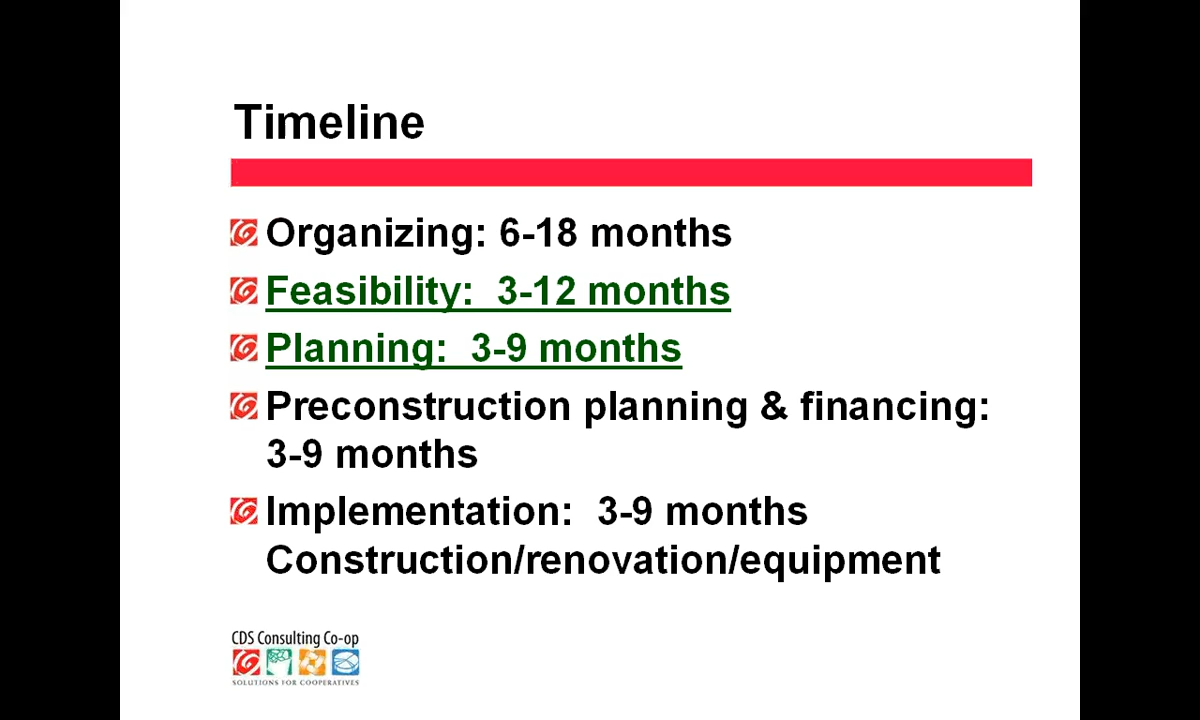 Timeline
Organizing: 6-18 months
Feasibility:  3-12 months
Planning:  3-9 months
Preconstruction planning & financing:
3-9 months
Implementation:  3-9 months
Construction/renovation/equipment
CDS Consulting Co-op
SOLUTIONS FOR COOPERATIVES